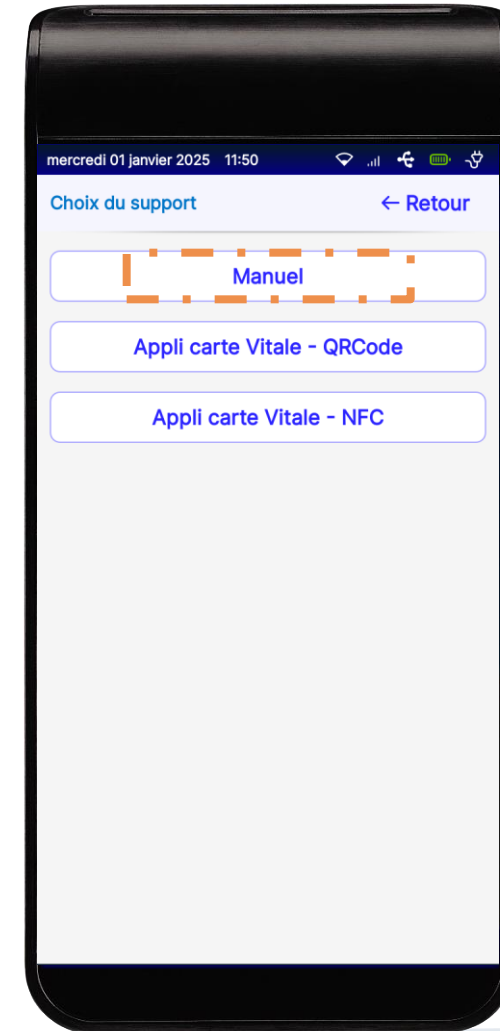 mercredi 01 janvier 2025 11:50
Choix du support ← Retour
Manuel
Appli carte Vitale - QRCode
Appli carte Vitale - NFC